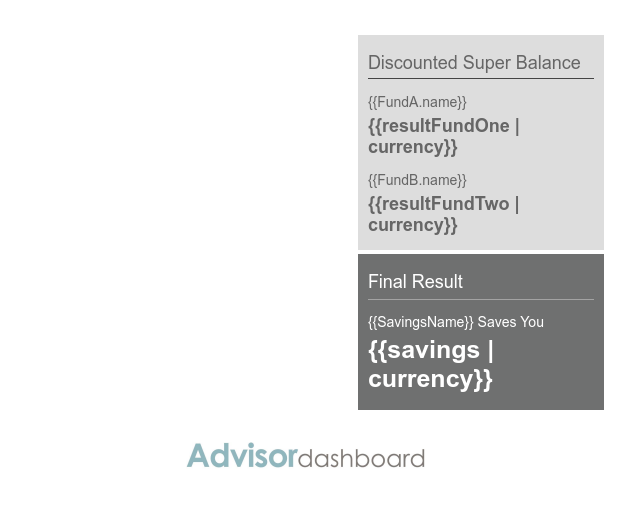 Discounted Super Balance
{{FundA.name}}
{{resultFundOne |
currency}}
{{FundB.name}}
{{resultFundTwo |
currency}}
Final Result
{{SavingsName}} Saves You
{{savings |
currency}}
Advisordashboard